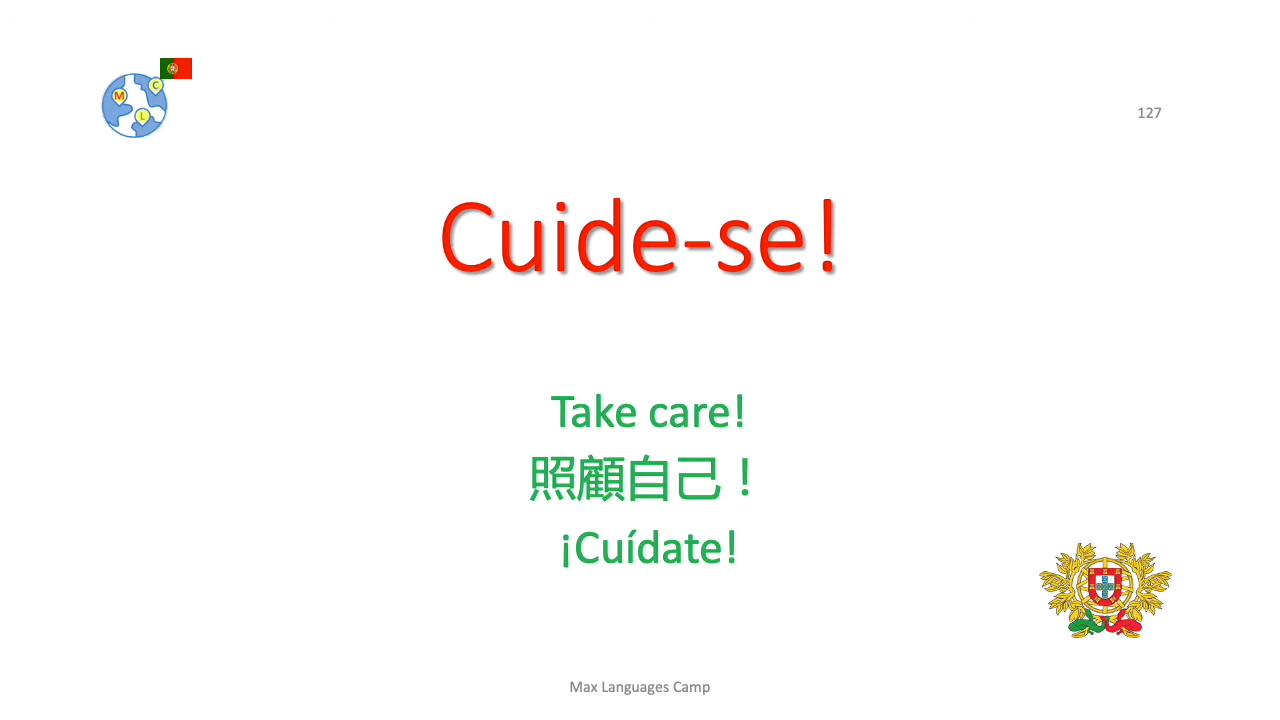 M C L
127
Cuide-se!
Take care!
照顧自己！
¡Cuídate!
Max Languages Camp